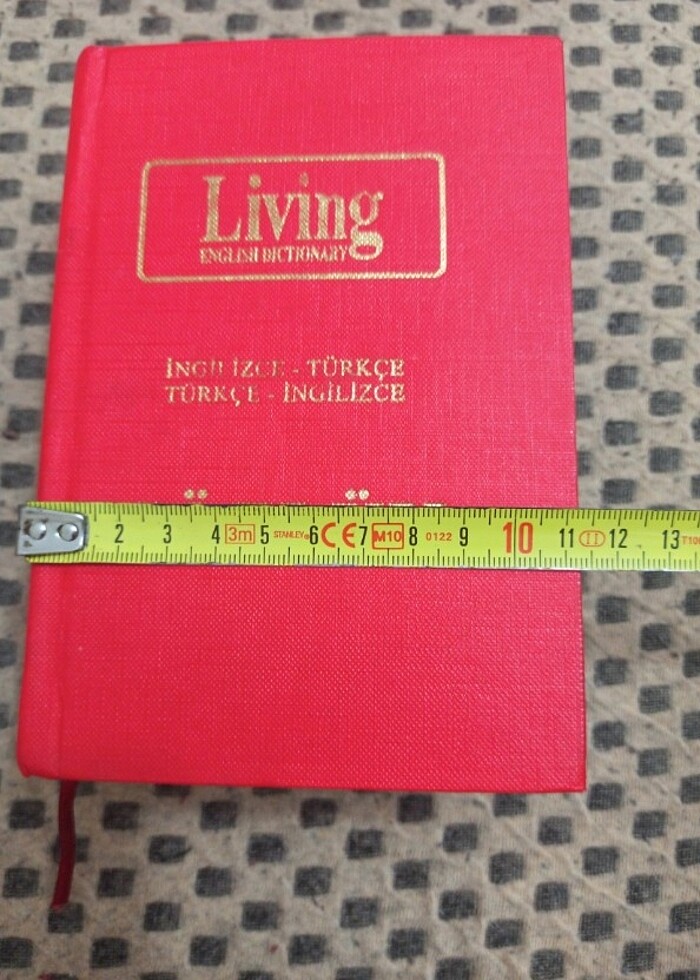 Living
ENGLISH DICTIONARY
İNGİLİZCE - TÜRKÇE
TÜRKÇE - İNGİLİZCE
2 3 4 3m 5 STANLEY® 6 CE 7 M10 8 0122 9 10 11 II 12 13